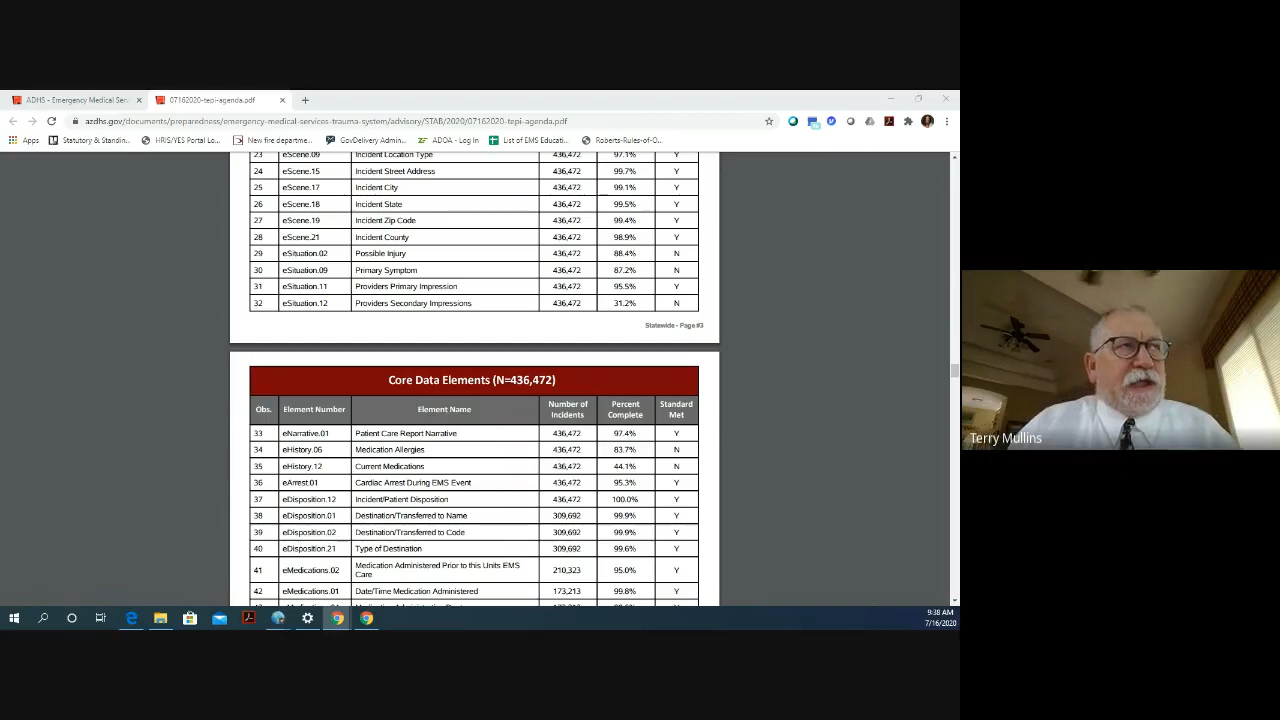 ADHS - Emergency Medical Ser
07162020-tepi-agenda.pdf
azdhs.gov/documents/preparedness/emergency-medical-services-trauma-system/advisory/STAB/2020/07162020-tepi-agenda.pdf
Apps Statutory & Standin... HRIS/YES Portal Lo... New fire departme... GovDelivery Admin... ADOA - Log In List of EMS Educati... Roberts-Rules-of-O...
23 eScene.09 Incident Location Type 436,472 97.1% Y
24 eScene.15 Incident Street Address 436,472 99.7% Y
25 eScene.17 Incident City 436,472 99.1% Y
26 eScene.18 Incident State 436,472 99.5% Y
27 eScene.19 Incident Zip Code 436,472 99.4% Y
28 eScene.21 Incident County 436,472 98.9% Y
29 eSituation.02 Possible Injury 436,472 88.4% N
30 eSituation.09 Primary Symptom 436,472 87.2% N
31 eSituation.11 Providers Primary Impression 436,472 95.5% Y
32 eSituation.12 Providers Secondary Impressions 436,472 31.2% N
Statewide - Page #3
Core Data Elements (N=436,472)
Obs. Element Number Element Name Number of Incidents Percent Complete Standard Met
33 eNarrative.01 Patient Care Report Narrative 436,472 97.4% Y
34 eHistory.06 Medication Allergies 436,472 83.7% N
35 eHistory.12 Current Medications 436,472 44.1% N
36 eArrest.01 Cardiac Arrest During EMS Event 436,472 95.3% Y
37 eDisposition.12 Incident/Patient Disposition 436,472 100.0% Y
38 eDisposition.01 Destination/Transferred to Name 309,692 99.9% Y
39 eDisposition.02 Destination/Transferred to Code 309,692 99.9% Y
40 eDisposition.21 Type of Destination 309,692 99.6% Y
41 eMedications.02 Medication Administered Prior to this Units EMS Care 210,323 95.0% Y
42 eMedications.01 Date/Time Medication Administered 173,213 99.8% Y
Terry Mullins
9:38 AM
7/16/2020